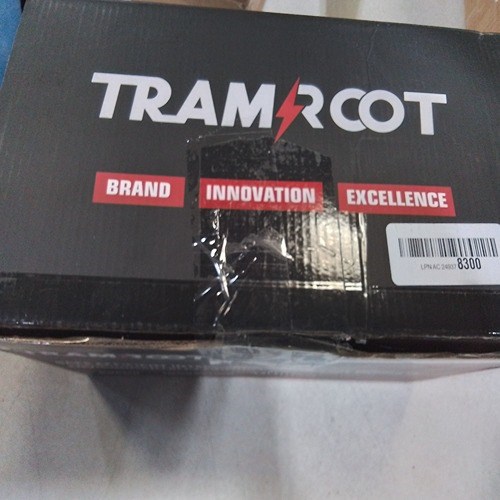 TRAMRCOT
BRAND INNOVATION EXCELLENCE
8300